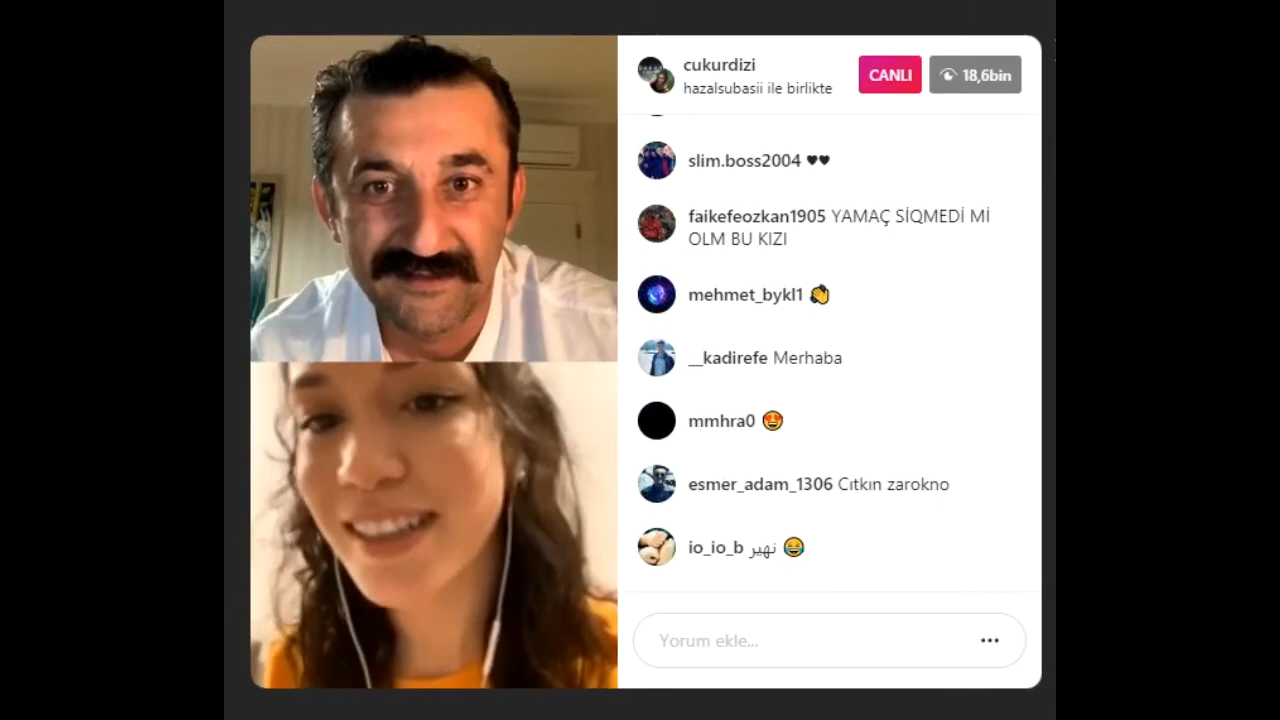 cukurdizi
hazalsubasii ile birlikte
CANLI
18,6bin
slim.boss2004 ♥♥
faikefeozkan1905 YAMAÇ SİQMEDİ Mİ
OLM BU KIZI
mehmet_bykl1 👏
__kadirefe Merhaba
mmhra0 😍
esmer_adam_1306 Cıtkın zarokno
io_io_b نهير 😂
Yorum ekle...